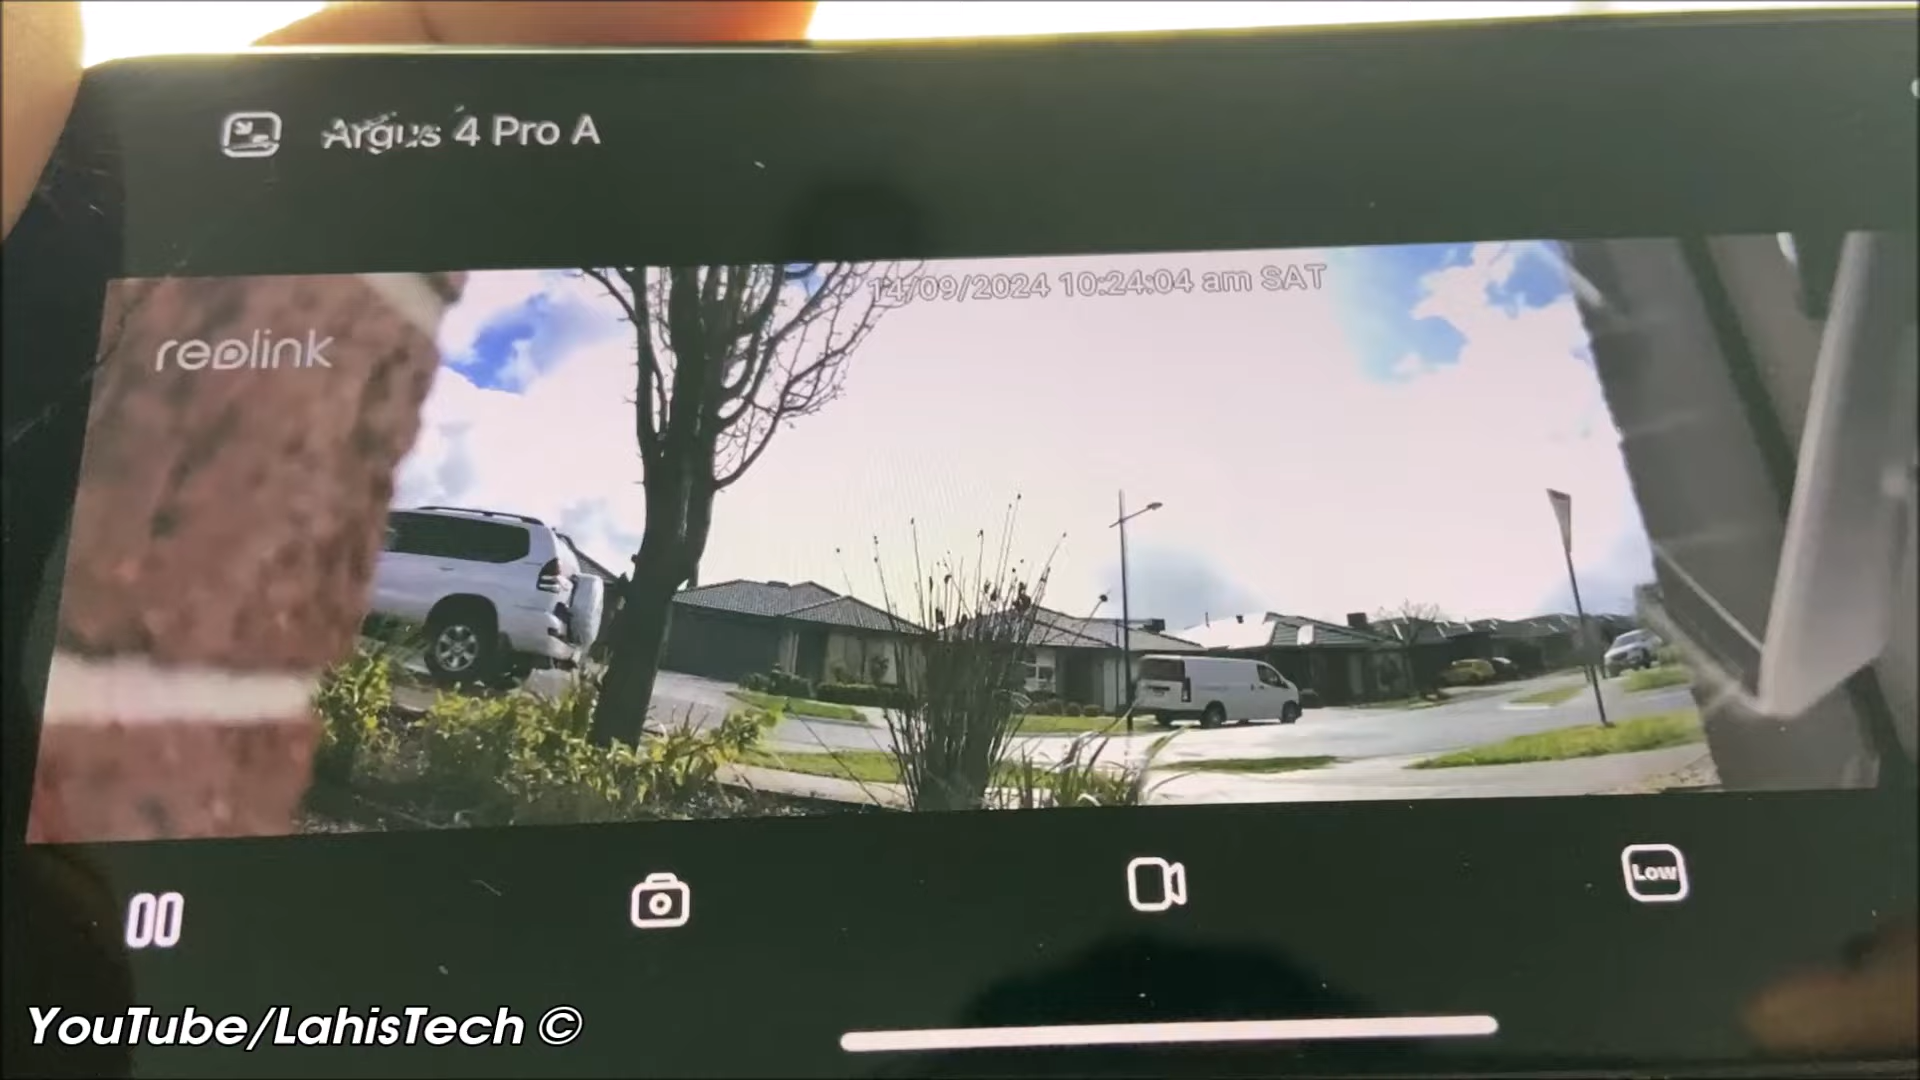 Argus 4 Pro A
14/09/2024 10:24:04 am SAT
reolink
Low
YouTube/LahisTech ©